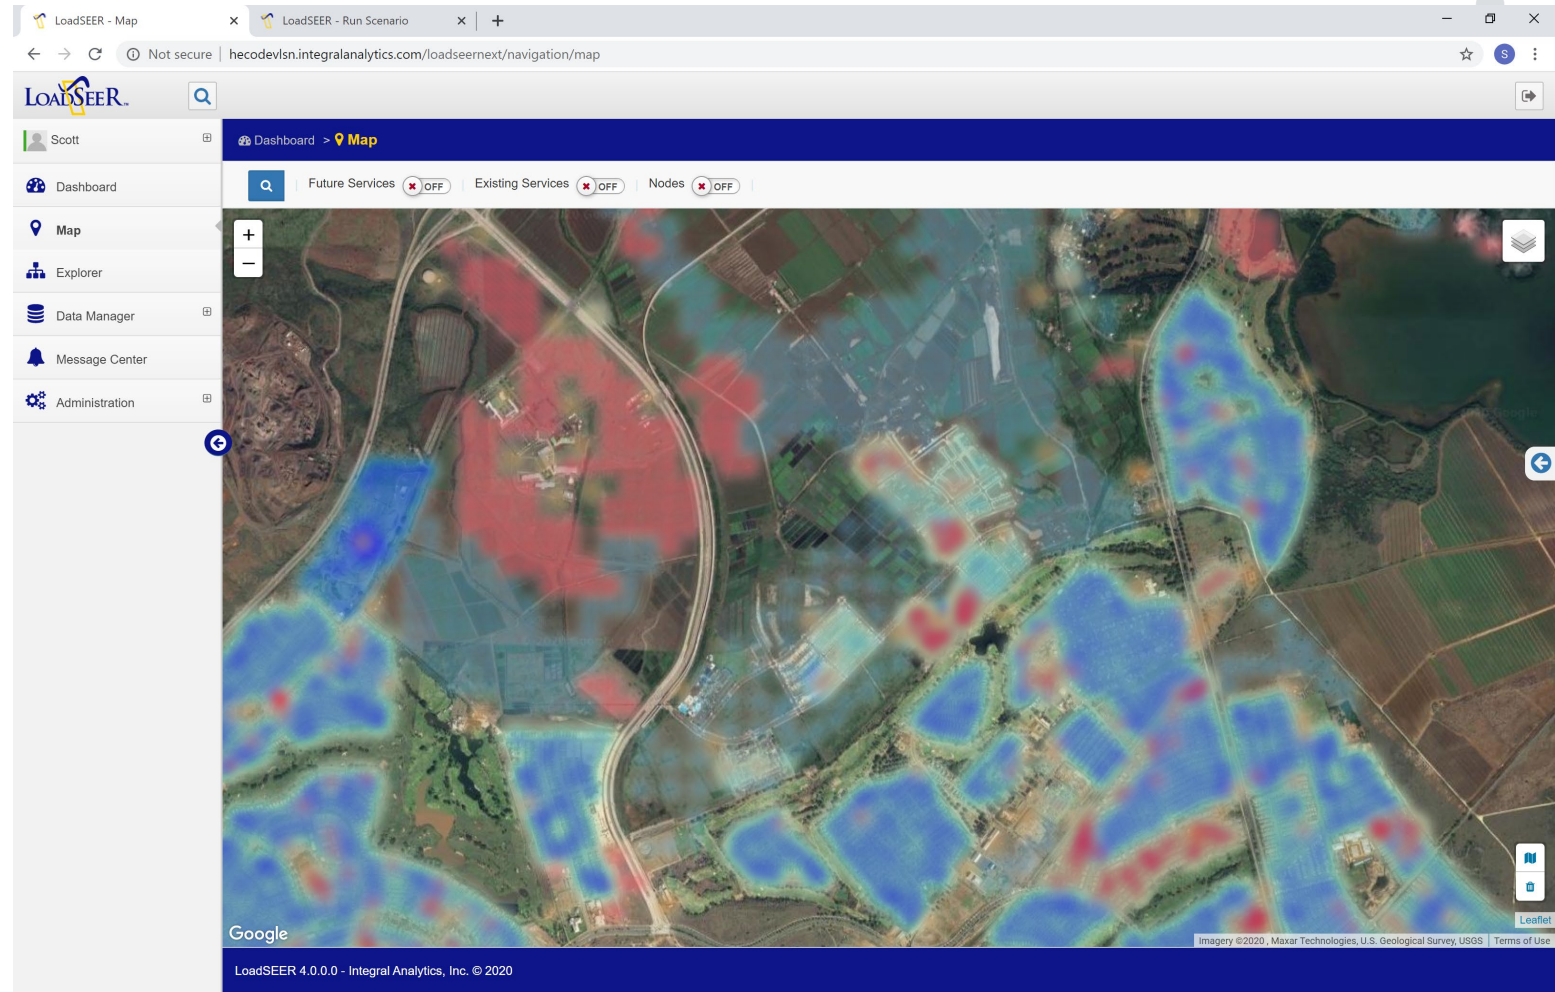 LoadSEER - Map
LoadSEER - Run Scenario
Not secure | hecodevlsn.integralanalytics.com/loadseernext/navigation/map
S
LOADSEER™
Scott
Dashboard > Map
Dashboard
Future Services OFF Existing Services OFF Nodes OFF
Map
Explorer
Data Manager
Message Center
Administration
Google
Leaflet
Imagery ©2020 , Maxar Technologies, U.S. Geological Survey, USGS
Terms of Use
LoadSEER 4.0.0.0 - Integral Analytics, Inc. © 2020